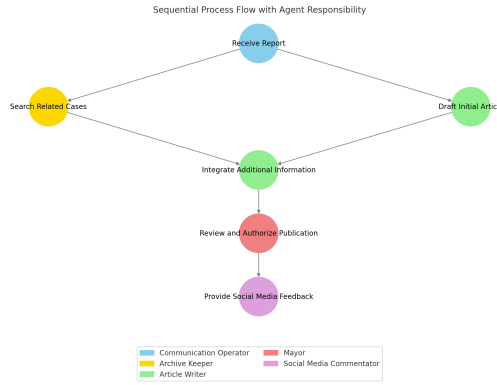 Sequential Process Flow with Agent Responsibility
Receive Report
Search Related Cases
Draft Initial Artic
Integrate Additional Information
Review and Authorize Publication
Provide Social Media Feedback
Communication Operator
Archive Keeper
Article Writer
Mayor
Social Media Commentator